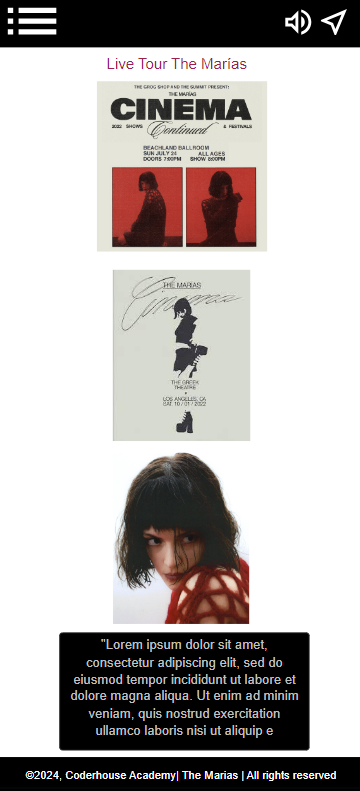 Live Tour The Marías
THE GROG SHOP AND THE SUMMIT PRESENT:
THE MARÍAS
CINEMA
2022 SHOWS Continued & FESTIVALS
BEACHLAND BALLROOM
SUN JULY 24 ALL AGES
DOORS 7:00PM SHOW 8:00PM
THE MARIAS
Cinema
THE GREEK
THEATRE
LOS ANGELES, CA
SAT 10 / 01 / 2022
"Lorem ipsum dolor sit amet,
consectetur adipiscing elit, sed do
eiusmod tempor incididunt ut labore et
dolore magna aliqua. Ut enim ad minim
veniam, quis nostrud exercitation
ullamco laboris nisi ut aliquip e
©2024, Coderhouse Academy| The Marias | All rights reserved